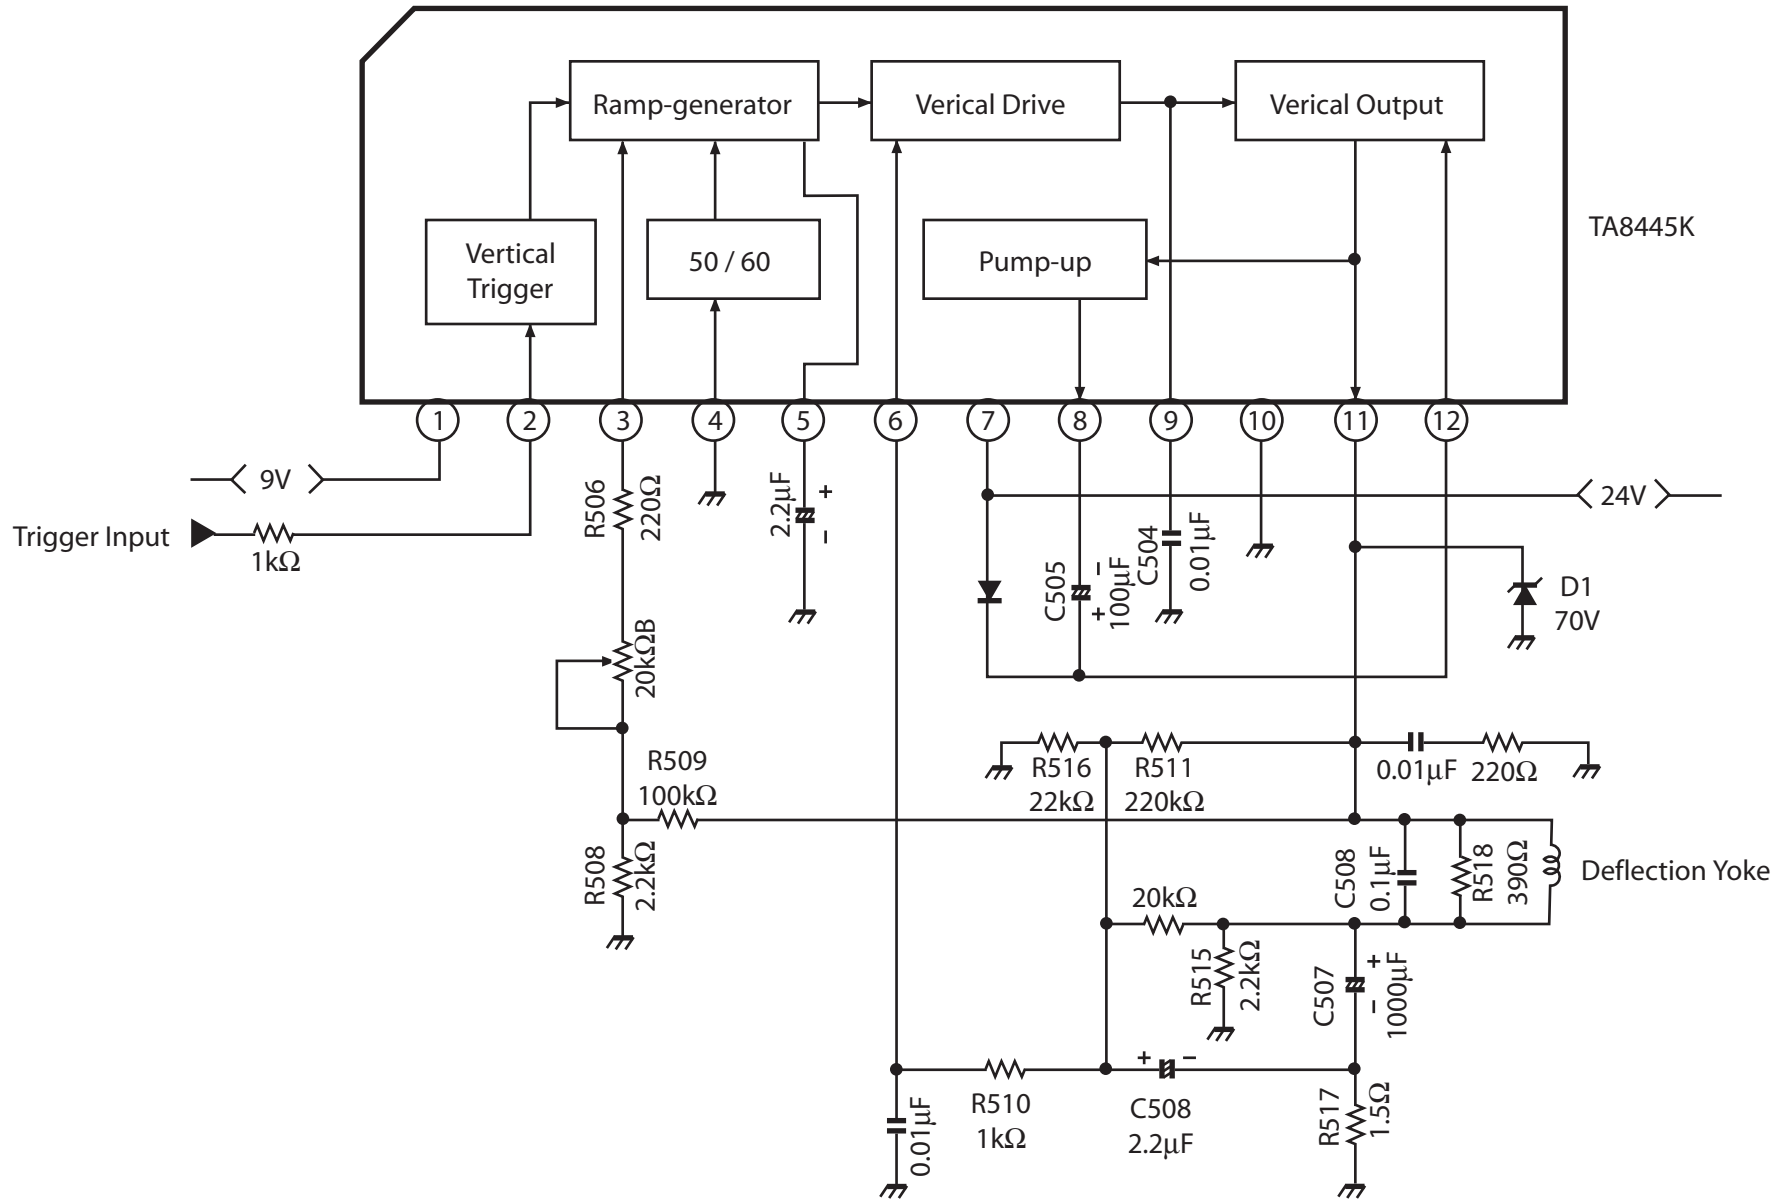 Ramp-generator
Verical Drive
Verical Output
Vertical
Trigger
50 / 60
Pump-up
TA8445K
1
2
3
4
5
6
7
8
9
10
11
12
9V
Trigger Input
1kΩ
R506
220Ω
2.2µF
+
−
24V
C505
−
+
100µF
C504
0.01µF
D1
70V
20kΩB
R509
100kΩ
R508
2.2kΩ
R516
22kΩ
R511
220kΩ
0.01µF
220Ω
C508
0.1µF
R518
390Ω
Deflection Yoke
20kΩ
R515
2.2kΩ
C507
+
−
1000µF
R510
1kΩ
+
−
C508
2.2µF
0.01µF
R517
1.5Ω